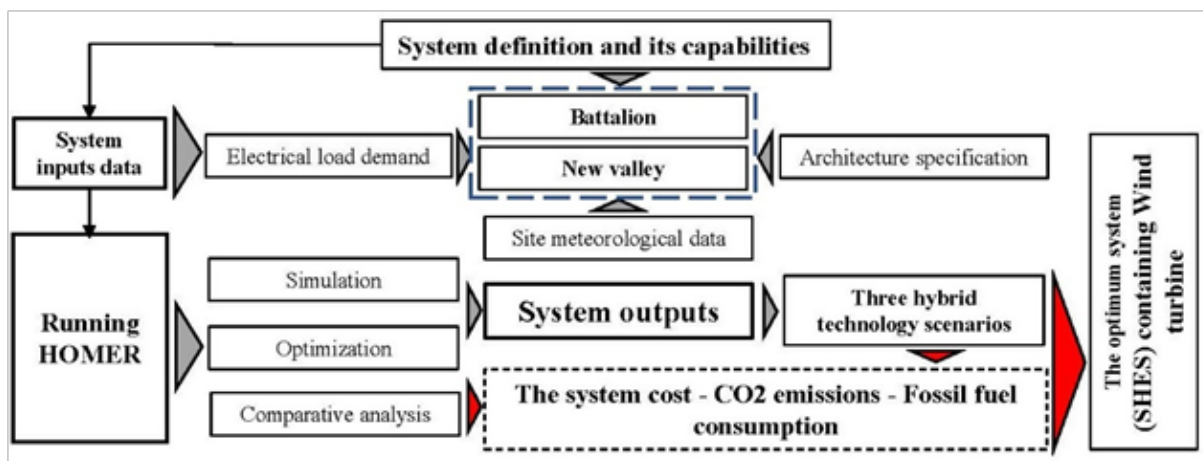 System definition and its capabilities
Battalion
System
inputs data
Electrical load demand
New valley
Architecture specification
Site meteorological data
Running
HOMER
Simulation
Optimization
Comparative analysis
System outputs
Three hybrid
technology scenarios
The system cost - CO2 emissions - Fossil fuel
consumption
The optimum system
(SHES) containing Wind
turbine